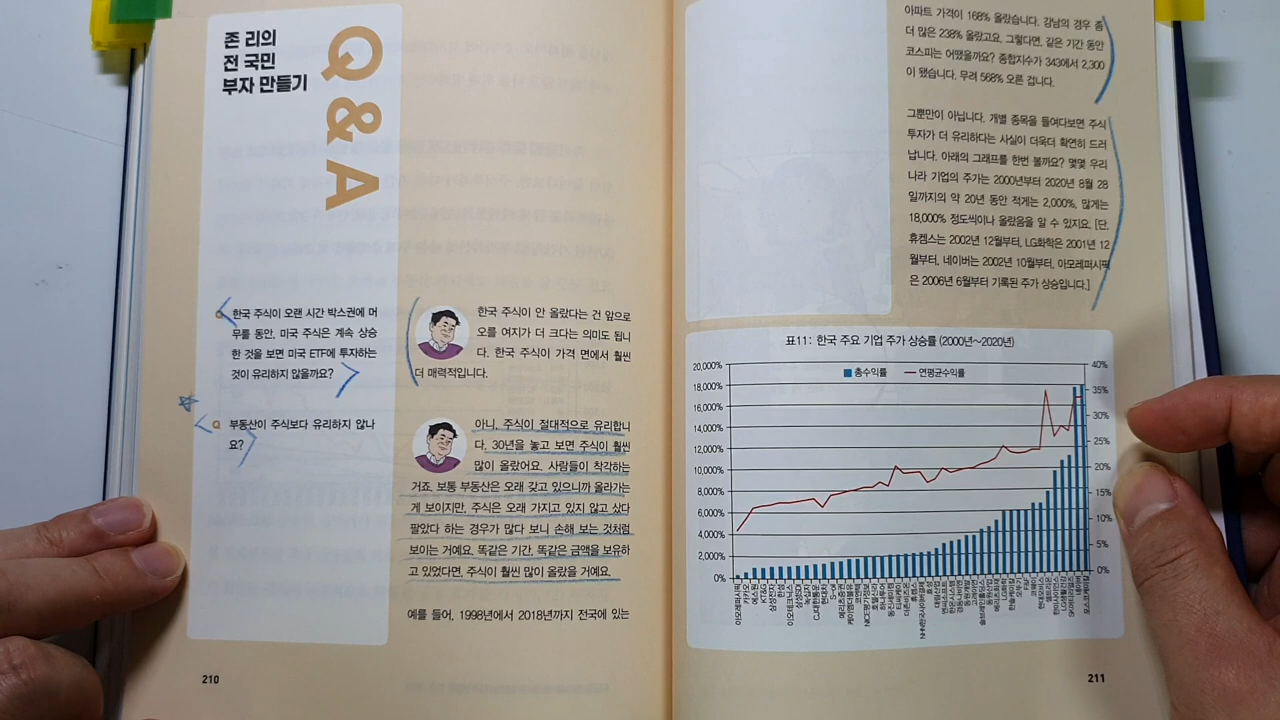 존 리의
전 국민
부자 만들기
Q&A
Q 한국 주식이 오랜 시간 박스권에 머
무를 동안, 미국 주식은 계속 상승
한 것을 보면 미국 ETF에 투자하는
것이 유리하지 않을까요?
한국 주식이 안 올랐다는 건 앞으로
오를 여지가 더 크다는 의미도 됩니
다. 한국 주식이 가격 면에서 훨씬
더 매력적입니다.
Q 부동산이 주식보다 유리하지 않나
요?
아니, 주식이 절대적으로 유리합니
다. 30년을 놓고 보면 주식이 훨씬
많이 올랐어요. 사람들이 착각하는
거죠. 보통 부동산은 오래 갖고 있으니까 올라가는
게 보이지만, 주식은 오래 가지고 있지 않고 샀다
팔았다 하는 경우가 많다 보니 손해 보는 것처럼
보이는 거예요. 똑같은 기간, 똑같은 금액을 보유하
고 있었다면, 주식이 훨씬 많이 올랐을 거예요.
예를 들어, 1998년에서 2018년까지 전국에 있는
210
아파트 가격이 168% 올랐습니다. 강남의 경우 좀
더 많은 238% 올랐고요. 그렇다면, 같은 기간 동안
코스피는 어땠을까요? 종합지수가 343에서 2,300
이 됐습니다. 무려 568% 오른 겁니다.
그뿐만이 아닙니다. 개별 종목을 들여다보면 주식
투자가 더 유리하다는 사실이 더욱더 확연히 드러
납니다. 아래의 그래프를 한번 볼까요? 몇몇 우리
나라 기업의 주가는 2000년부터 2020년 8월 28
일까지의 약 20년 동안 적게는 2,000%, 많게는
18,000% 정도씩이나 올랐음을 알 수 있지요. [단,
휴켐스는 2002년 12월부터, LG화학은 2001년 12
월부터, 네이버는 2002년 10월부터, 아모레퍼시픽
은 2006년 6월부터 기록된 주가 상승입니다.]
표11: 한국 주요 기업 주가 상승률 (2000년~2020년)
총수익률
연평균수익률
20,000%
18,000%
16,000%
14,000%
12,000%
10,000%
8,000%
6,000%
4,000%
2,000%
0%
40%
35%
30%
25%
20%
15%
10%
5%
0%
아모레퍼시픽
카카오
에스원
KT&G
211